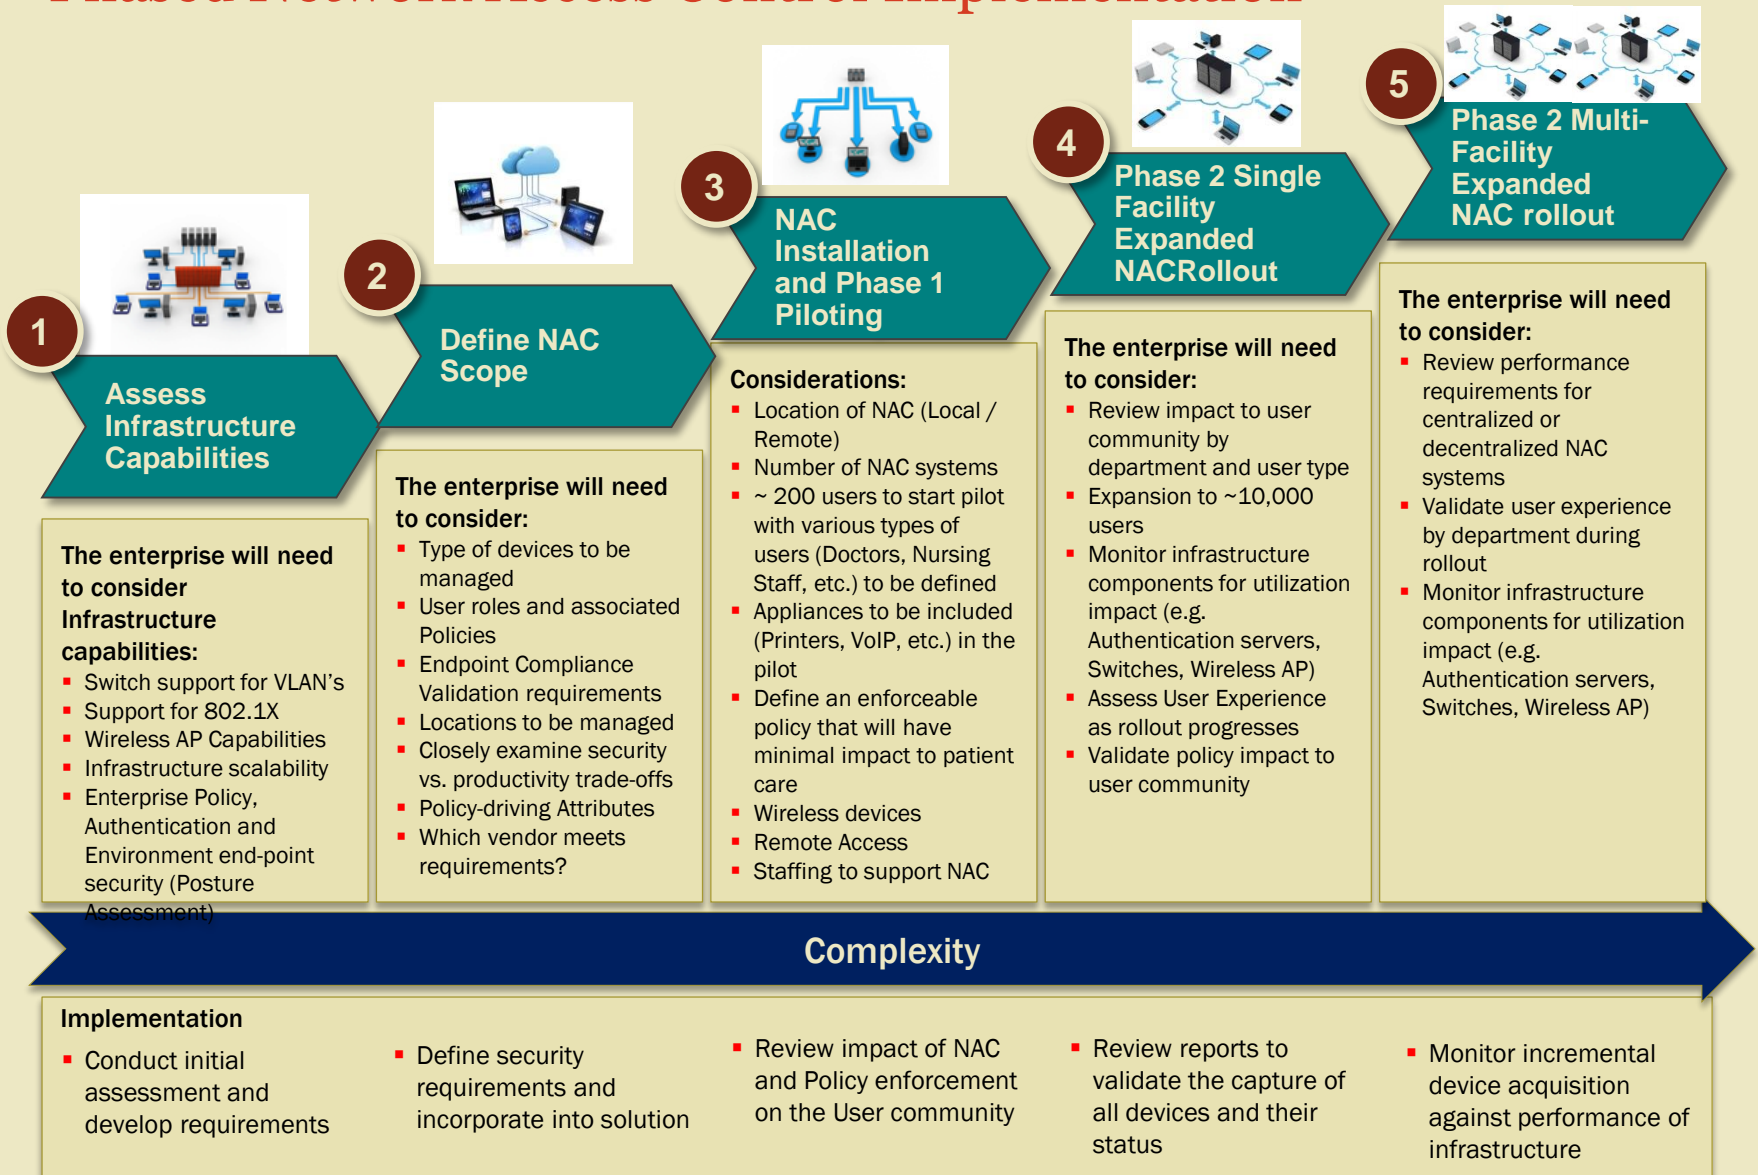 Phased Network Access Control Implementation
1
Assess
Infrastructure
Capabilities
The enterprise will need
to consider
Infrastructure
capabilities:
▪ Switch support for VLAN's
▪ Support for 802.1X
▪ Wireless AP Capabilities
▪ Infrastructure scalability
▪ Enterprise Policy,
Authentication and
Environment end-point
security (Posture
Assessment)
2
Define NAC
Scope
The enterprise will need
to consider:
▪ Type of devices to be
managed
▪ User roles and associated
Policies
▪ Endpoint Compliance
Validation requirements
▪ Locations to be managed
▪ Closely examine security
vs. productivity trade-offs
▪ Policy-driving Attributes
▪ Which vendor meets
requirements?
3
NAC
Installation
and Phase 1
Piloting
Considerations:
▪ Location of NAC (Local /
Remote)
▪ Number of NAC systems
▪ ~ 200 users to start pilot
with various types of
users (Doctors, Nursing
Staff, etc.) to be defined
▪ Appliances to be included
(Printers, VoIP, etc.) in the
pilot
▪ Define an enforceable
policy that will have
minimal impact to patient
care
▪ Wireless devices
▪ Remote Access
▪ Staffing to support NAC
4
Phase 2 Single
Facility
Expanded
NACRollout
The enterprise will need
to consider:
▪ Review impact to user
community by
department and user type
▪ Expansion to ~10,000
users
▪ Monitor infrastructure
components for utilization
impact (e.g.
Authentication servers,
Switches, Wireless AP)
▪ Assess User Experience
as rollout progresses
▪ Validate policy impact to
user community
5
Phase 2 Multi-
Facility
Expanded
NAC rollout
The enterprise will need
to consider:
▪ Review performance
requirements for
centralized or
decentralized NAC
systems
▪ Validate user experience
by department during
rollout
▪ Monitor infrastructure
components for utilization
impact (e.g.
Authentication servers,
Switches, Wireless AP)
Complexity
Implementation
▪ Conduct initial
assessment and
develop requirements
▪ Define security
requirements and
incorporate into solution
▪ Review impact of NAC
and Policy enforcement
on the User community
▪ Review reports to
validate the capture of
all devices and their
status
▪ Monitor incremental
device acquisition
against performance of
infrastructure